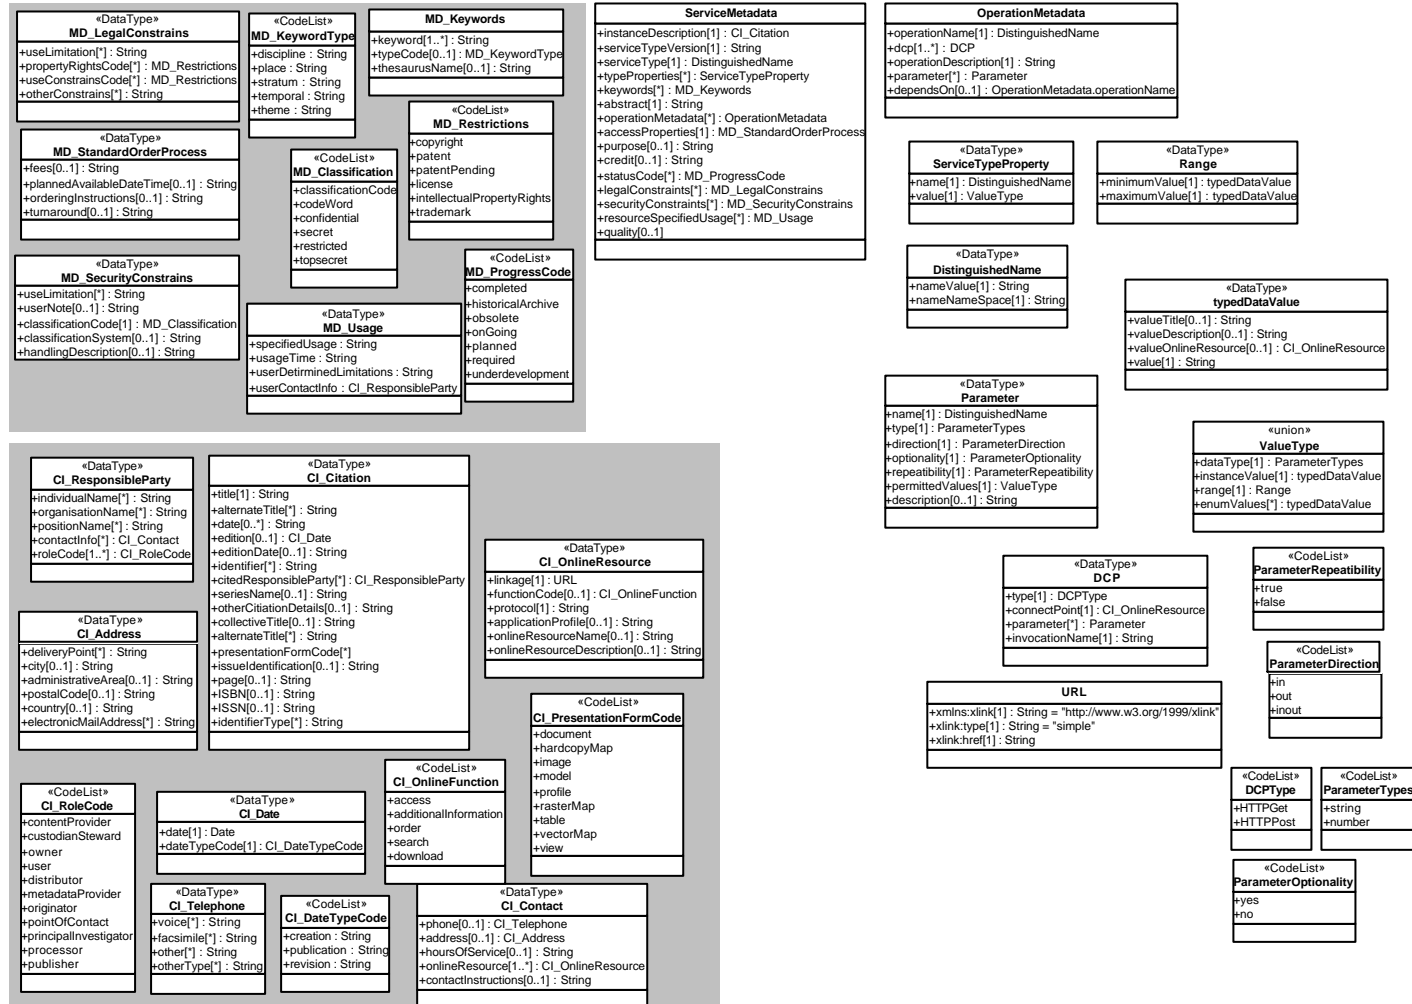 «DataType»
MD_LegalConstrains
+useLimitation[*] : String
+propertyRightsCode[*] : MD_Restrictions
+useConstrainsCode[*] : MD_Restrictions
+otherConstrains[*] : String
«CodeList»
MD_KeywordType
+discipline : String
+place : String
+stratum : String
+temporal : String
+theme : String
MD_Keywords
+keyword[1..*] : String
+typeCode[0..1] : MD_KeywordType
+thesaurusName[0..1] : String
«DataType»
MD_StandardOrderProcess
+fees[0..1] : String
+plannedAvailableDateTime[0..1] : String
+orderingInstructions[0..1] : String
+turnaround[0..1] : String
«CodeList»
MD_Classification
+classificationCode
+codeWord
+confidential
+secret
+restricted
+topsecret
«CodeList»
MD_Restrictions
+copyright
+patent
+patentPending
+license
+intellectualPropertyRights
+trademark
«DataType»
MD_SecurityConstrains
+useLimitation[*] : String
+userNote[0..1] : String
+classificationCode[1] : MD_Classification
+classificationSystem[0..1] : String
+handlingDescription[0..1] : String
«DataType»
MD_Usage
+specifiedUsage : String
+usageTime : String
+userDetirminedLimitations : String
+userContactInfo : CI_ResponsibleParty
«CodeList»
MD_ProgressCode
+completed
+historicalArchive
+obsolete
+onGoing
+planned
+required
+underdevelopment
ServiceMetadata
+instanceDescription[1] : CI_Citation
+serviceTypeVersion[1] : String
+serviceType[1] : DistinguishedName
+typeProperties[*] : ServiceTypeProperty
+keywords[*] : MD_Keywords
+abstract[1] : String
+operationMetadata[*] : OperationMetadata
+accessProperties[1] : MD_StandardOrderProcess
+purpose[0..1] : String
+credit[0..1] : String
+statusCode[*] : MD_ProgressCode
+legalConstraints[*] : MD_LegalConstrains
+securityConstraints[*] : MD_SecurityConstrains
+resourceSpecifiedUsage[*] : MD_Usage
+quality[0..1]
OperationMetadata
+operationName[1] : DistinguishedName
+dcp[1..*] : DCP
+operationDescription[1] : String
+parameter[*] : Parameter
+dependsOn[0..1] : OperationMetadata.operationName
«DataType»
ServiceTypeProperty
+name[1] : DistinguishedName
+value[1] : ValueType
«DataType»
Range
+minimumValue[1] : typedDataValue
+maximumValue[1] : typedDataValue
«DataType»
DistinguishedName
+nameValue[1] : String
+nameNameSpace[1] : String
«DataType»
typedDataValue
+valueTitle[0..1] : String
+valueDescription[0..1] : String
+valueOnlineResource[0..1] : CI_OnlineResource
+value[1] : String
«DataType»
Parameter
+name[1] : DistinguishedName
+type[1] : ParameterTypes
+direction[1] : ParameterDirection
+optionality[1] : ParameterOptionality
+repeatibility[1] : ParameterRepeatibility
+permittedValues[1] : ValueType
+description[0..1] : String
«union»
ValueType
+dataType[1] : ParameterTypes
+instanceValue[1] : typedDataValue
+range[1] : Range
+enumValues[*] : typedDataValue
«DataType»
CI_ResponsibleParty
+individualName[*] : String
+organisationName[*] : String
+positionName[*] : String
+contactInfo[*] : CI_Contact
+roleCode[1..*] : CI_RoleCode
«DataType»
CI_Citation
+title[1] : String
+alternateTitle[*] : String
+date[0..*] : String
+edition[0..1] : CI_Date
+editionDate[0..1] : String
+identifier[*] : String
+citedResponsibleParty[*] : CI_ResponsibleParty
+seriesName[0..1] : String
+otherCitiationDetails[0..1] : String
+collectiveTitle[0..1] : String
+alternateTitle[*] : String
+presentationFormCode[*]
+issueIdentification[0..1] : String
+page[0..1] : String
+ISBN[0..1] : String
+ISSN[0..1] : String
+identifierType[*] : String
«DataType»
CI_OnlineResource
+linkage[1] : URL
+functionCode[0..1] : CI_OnlineFunction
+protocol[1] : String
+applicationProfile[0..1] : String
+onlineResourceName[0..1] : String
+onlineResourceDescription[0..1] : String
«DataType»
CI_Address
+deliveryPoint[*] : String
+city[0..1] : String
+administrativeArea[0..1] : String
+postalCode[0..1] : String
+country[0..1] : String
+electronicMailAddress[*] : String
«DataType»
DCP
+type[1] : DCPType
+connectPoint[1] : CI_OnlineResource
+parameter[*] : Parameter
+invocationName[1] : String
«CodeList»
ParameterRepeatibility
+true
+false
«CodeList»
ParameterDirection
+in
+out
+inout
URL
+xmlns:xlink[1] : String = "http://www.w3.org/1999/xlink"
+xlink:type[1] : String = "simple"
+xlink:href[1] : String
«CodeList»
CI_RoleCode
+contentProvider
+custodianSteward
+owner
+user
+distributor
+metadataProvider
+originator
+pointOfContact
+principalInvestigator
+processor
+publisher
«DataType»
CI_Date
+date[1] : Date
+dateTypeCode[1] : CI_DateTypeCode
«CodeList»
CI_OnlineFunction
+access
+additionalInformation
+order
+search
+download
«CodeList»
CI_PresentationFormCode
+document
+hardcopyMap
+image
+model
+profile
+rasterMap
+table
+vectorMap
+view
«DataType»
CI_Telephone
+voice[*] : String
+facsimile[*] : String
+other[*] : String
+otherType[*] : String
«CodeList»
CI_DateTypeCode
+creation : String
+publication : String
+revision : String
«DataType»
CI_Contact
+phone[0..1] : CI_Telephone
+address[0..1] : CI_Address
+hoursOfService[0..1] : String
+onlineResource[1..*] : CI_OnlineResource
+contactInstructions[0..1] : String
«CodeList»
DCPType
+HTTPGet
+HTTPPost
«CodeList»
ParameterTypes
+string
+number
«CodeList»
ParameterOptionality
+yes
+no